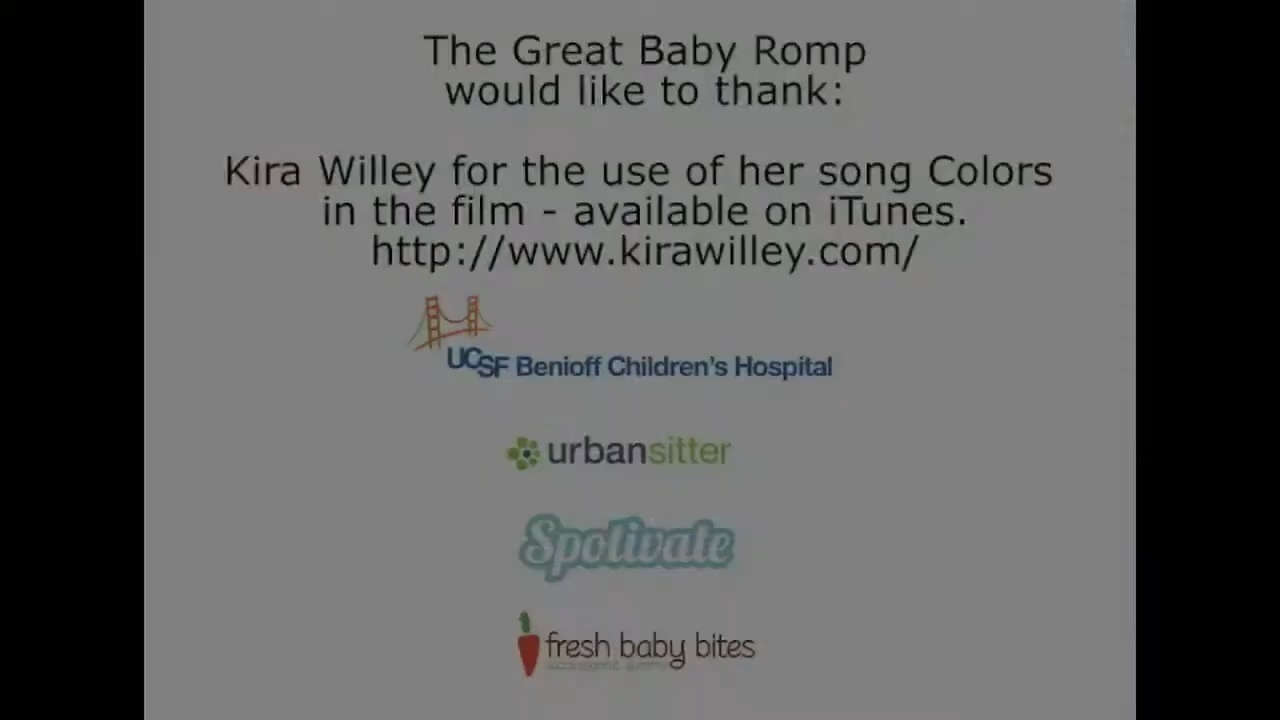 The Great Baby Romp
would like to thank:
Kira Willey for the use of her song Colors
in the film - available on iTunes.
http://www.kirawilley.com/
UCSF Benioff Children's Hospital
urbansitter
Spotivate
fresh baby bites